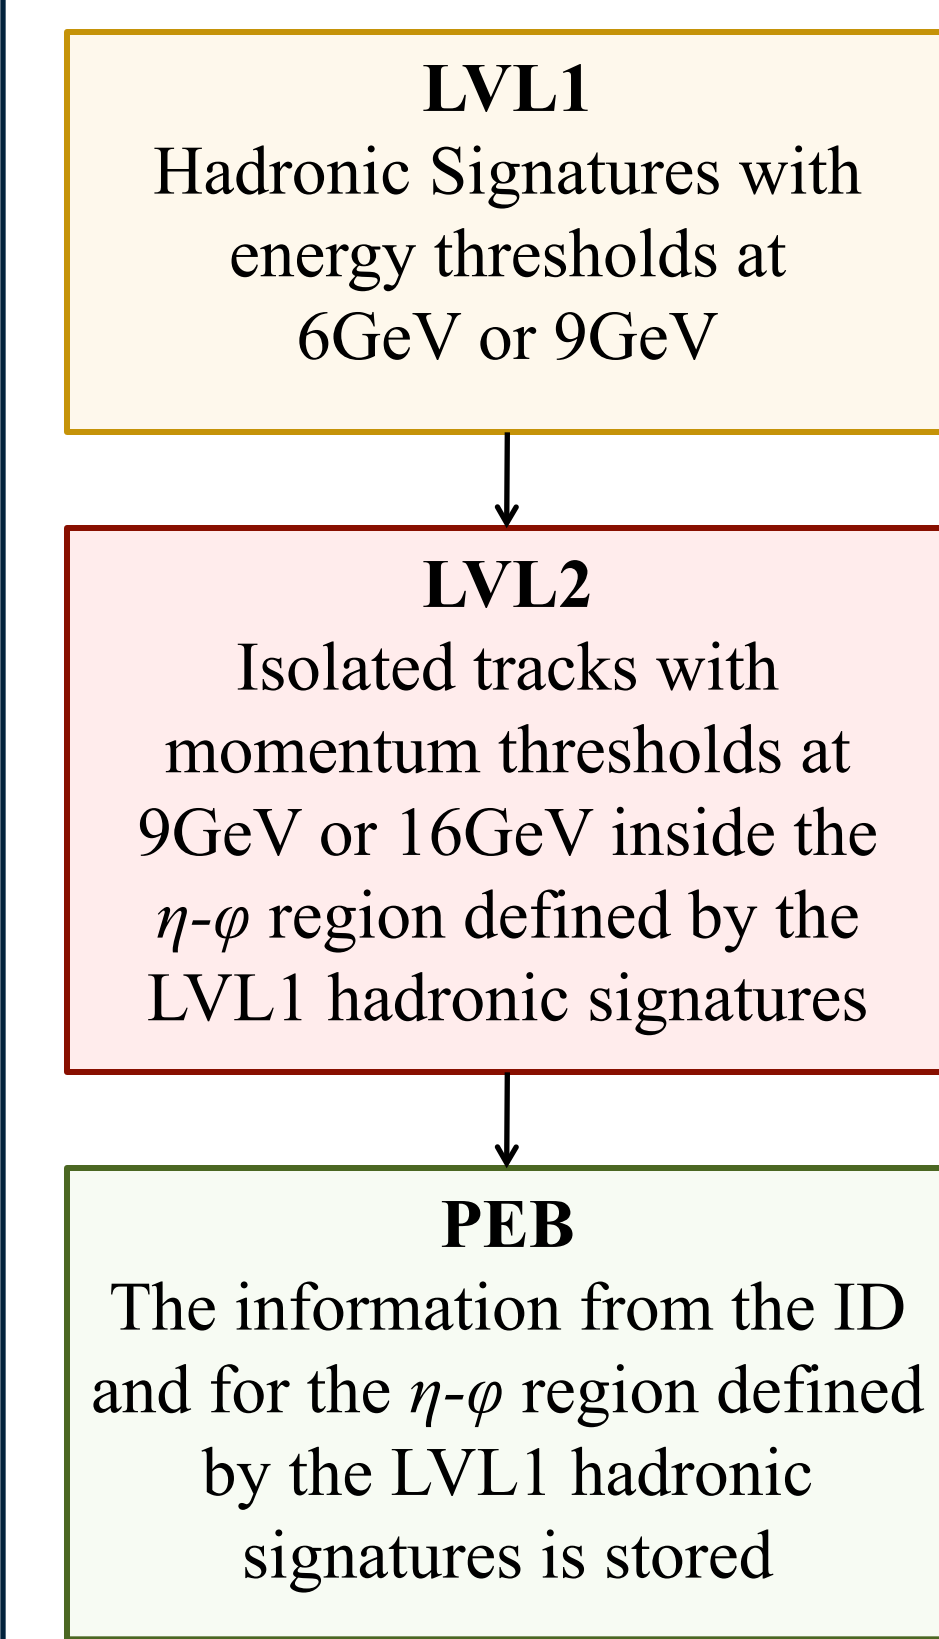 LVL1
Hadronic Signatures with
energy thresholds at
6GeV or 9GeV
LVL2
Isolated tracks with
momentum thresholds at
9GeV or 16GeV inside the
η-φ region defined by the
LVL1 hadronic signatures
PEB
The information from the ID
and for the η-φ region defined
by the LVL1 hadronic
signatures is stored